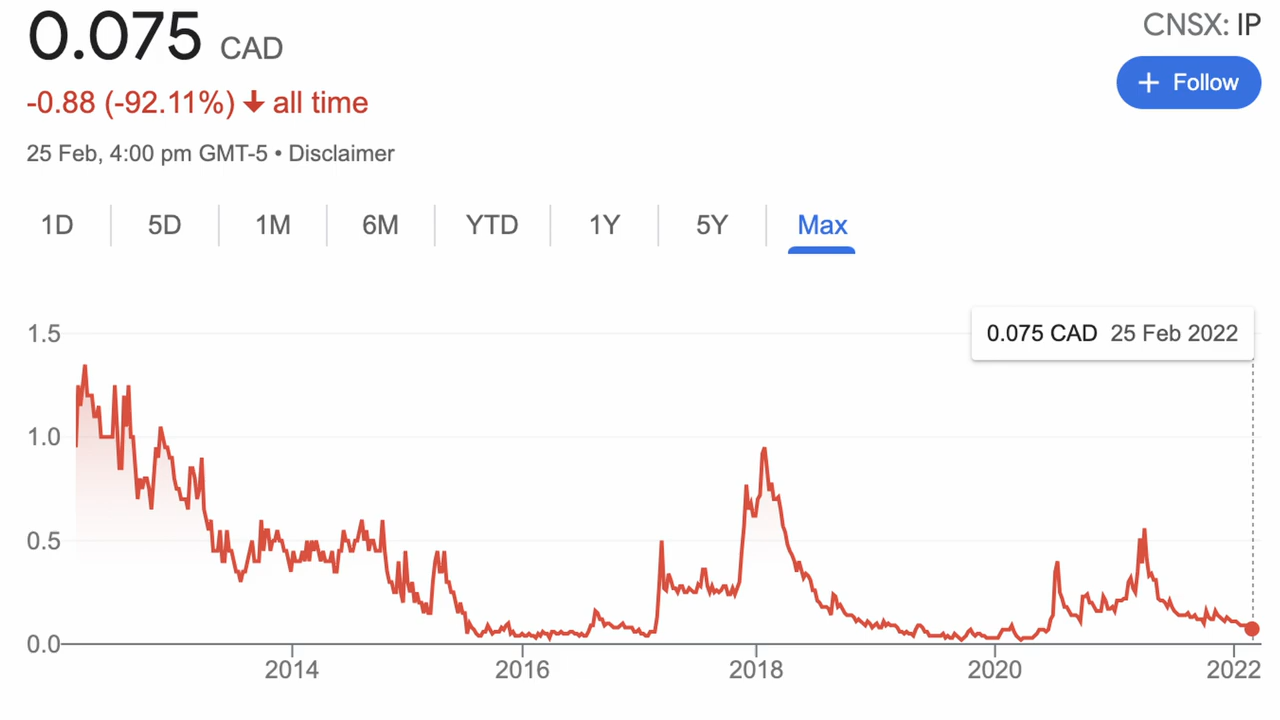 0.075 CAD
CNSX: IP
-0.88 (-92.11%) ↓ all time
+ Follow
25 Feb, 4:00 pm GMT-5 • Disclaimer
1D 5D 1M 6M YTD 1Y 5Y Max
0.075 CAD 25 Feb 2022
1.5
1.0
0.5
0.0
2014 2016 2018 2020 2022